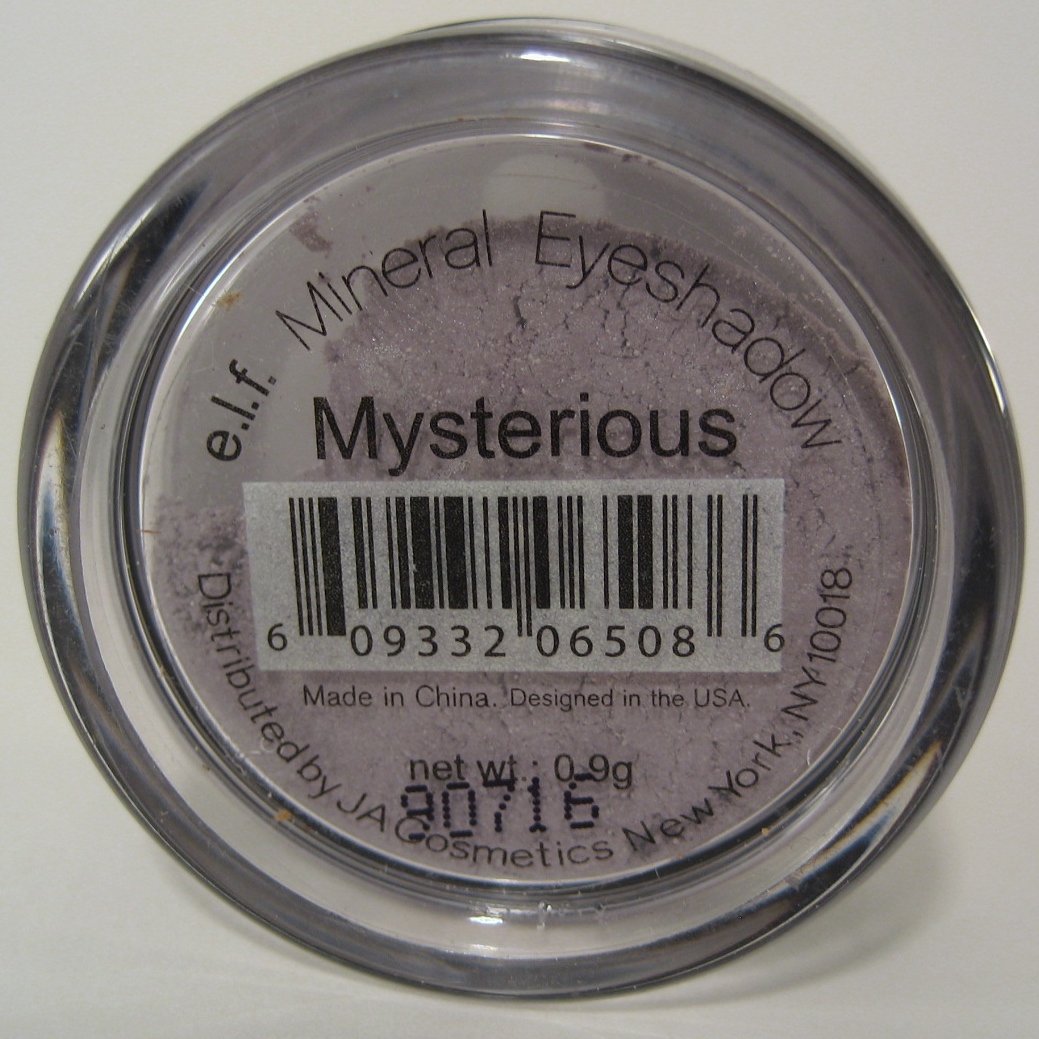 e.l.f. Mineral Eyeshadow
Mysterious
6 09332 06508 6
Made in China. Designed in the USA.
net wt.: 0.9g
Distributed by JA Cosmetics New York, NY 10018.